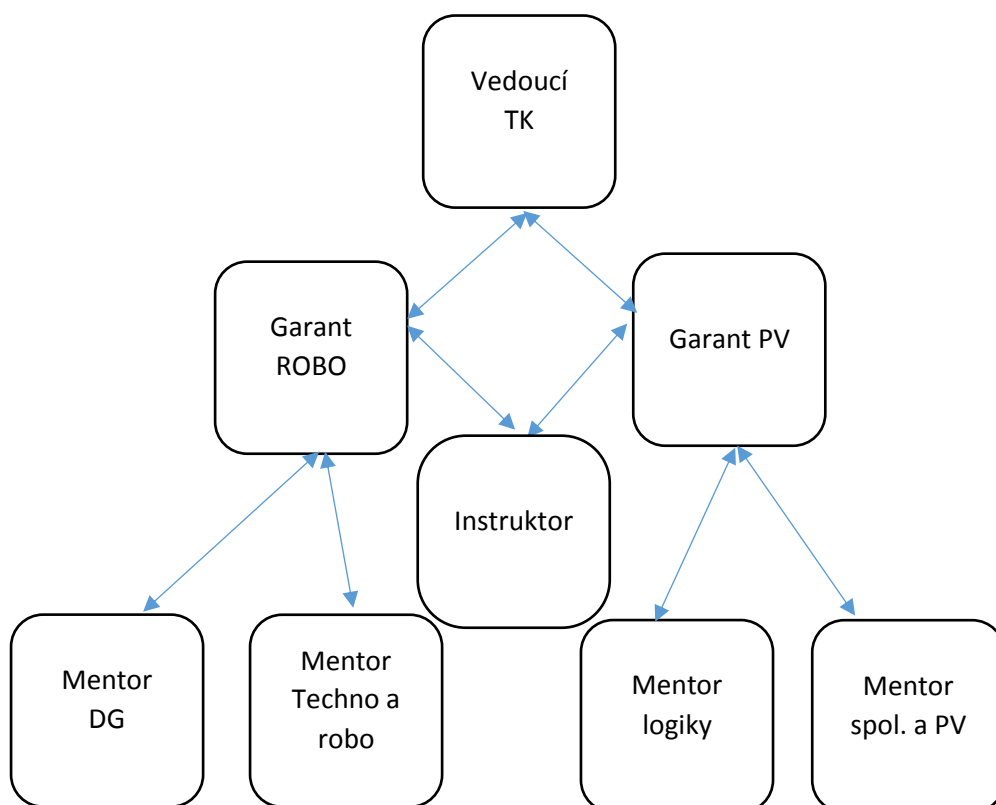 Vedoucí
TK
Garant
ROBO
Garant PV
Instruktor
Mentor
DG
Mentor
Techno a
robo
Mentor
logiky
Mentor
spol. a PV